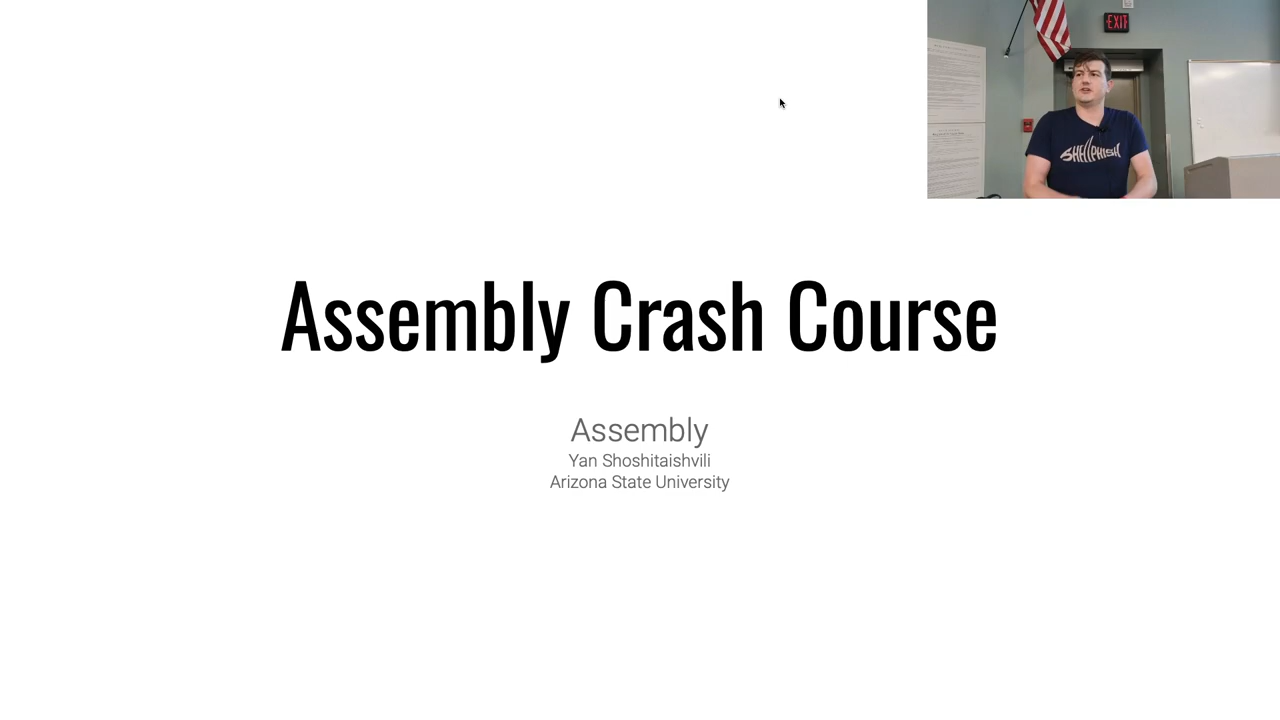 EXIT
SHELLPHISH
Assembly Crash Course
Assembly
Yan Shoshitaishvili
Arizona State University